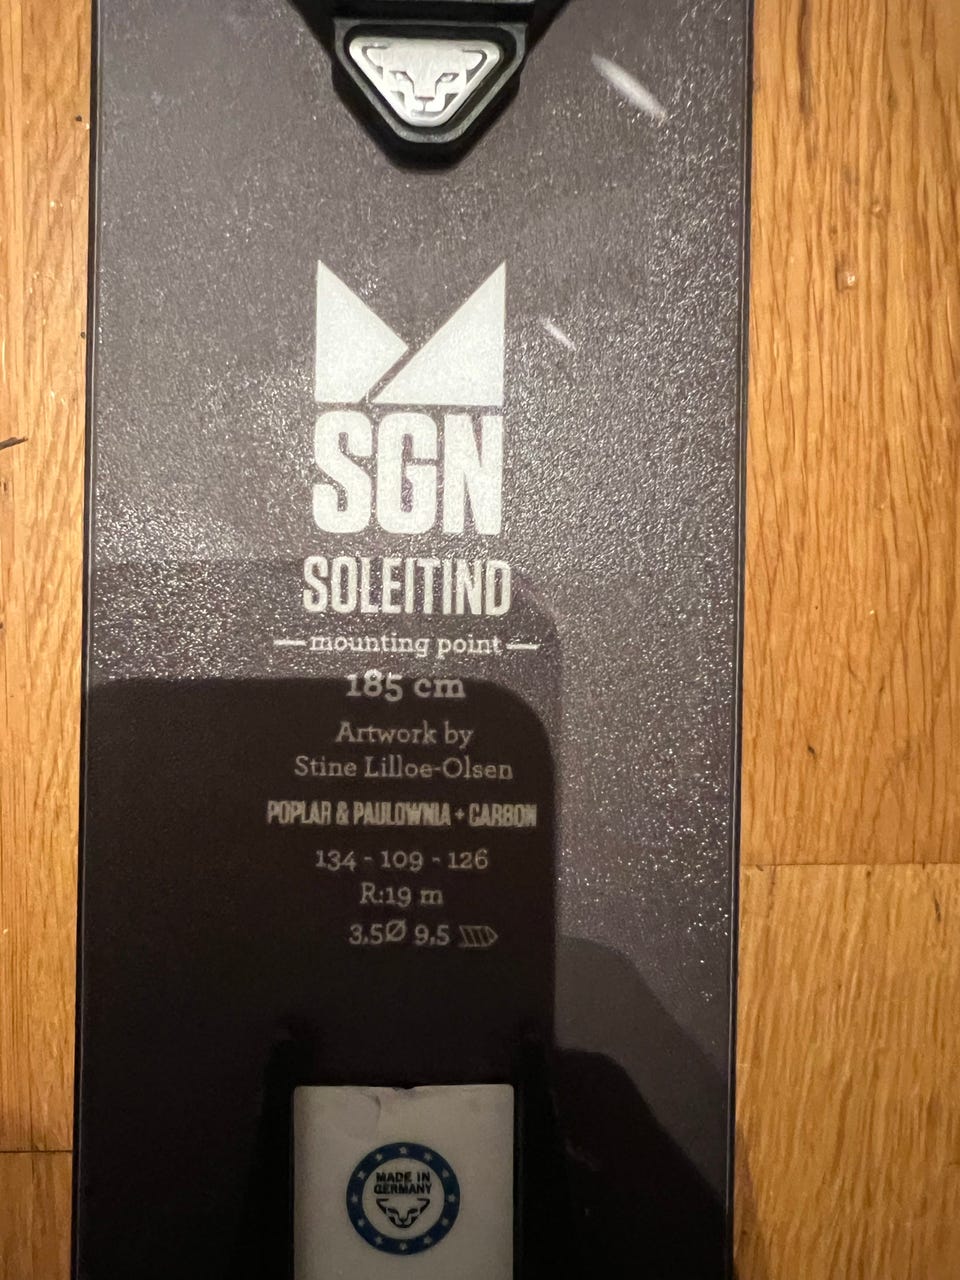 SGN
SOLEITIND
mounting point
185 cm
Artwork by
Stine Lilloe-Olsen
POPLAR & PAULOWNIA + CARBON
134 - 109 - 126
R:19 m
3,5Ø 9,5
MADE IN
GERMANY